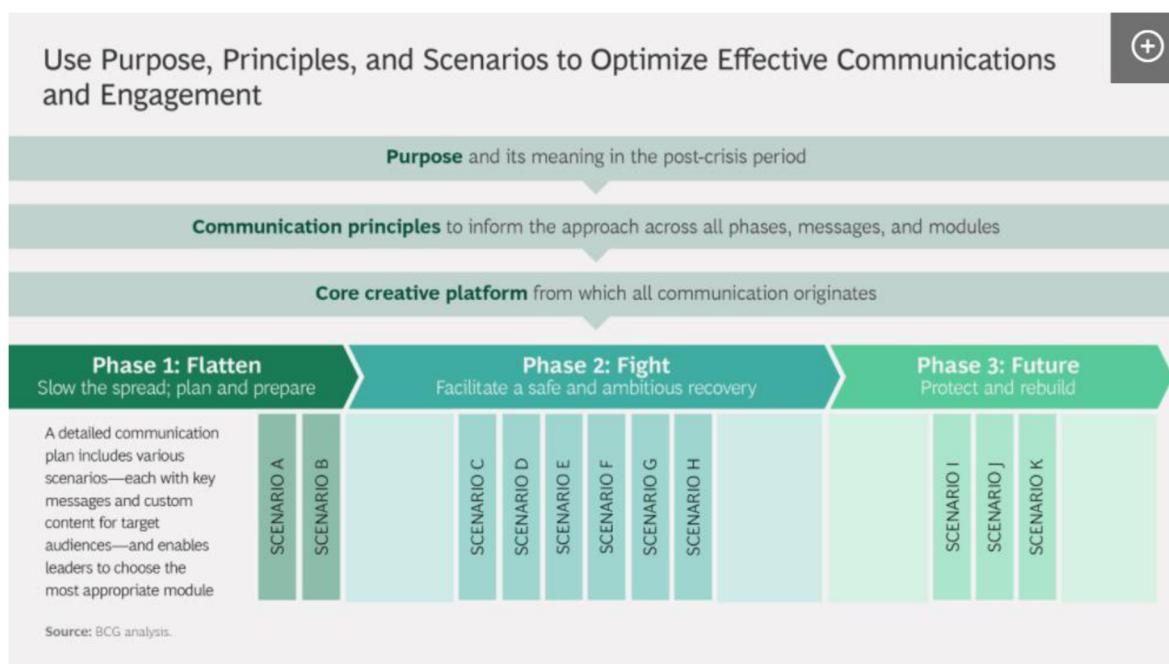 Use Purpose, Principles, and Scenarios to Optimize Effective Communications
and Engagement
Purpose and its meaning in the post-crisis period
Communication principles to inform the approach across all phases, messages, and modules
Core creative platform from which all communication originates
Phase 1: Flatten
Slow the spread; plan and prepare
Phase 2: Fight
Facilitate a safe and ambitious recovery
Phase 3: Future
Protect and rebuild
A detailed communication
plan includes various
scenarios—each with key
messages and custom
content for target
audiences—and enables
leaders to choose the
most appropriate module
SCENARIO A
SCENARIO B
SCENARIO C
SCENARIO D
SCENARIO E
SCENARIO F
SCENARIO G
SCENARIO H
SCENARIO I
SCENARIO J
SCENARIO K
Source: BCG analysis.